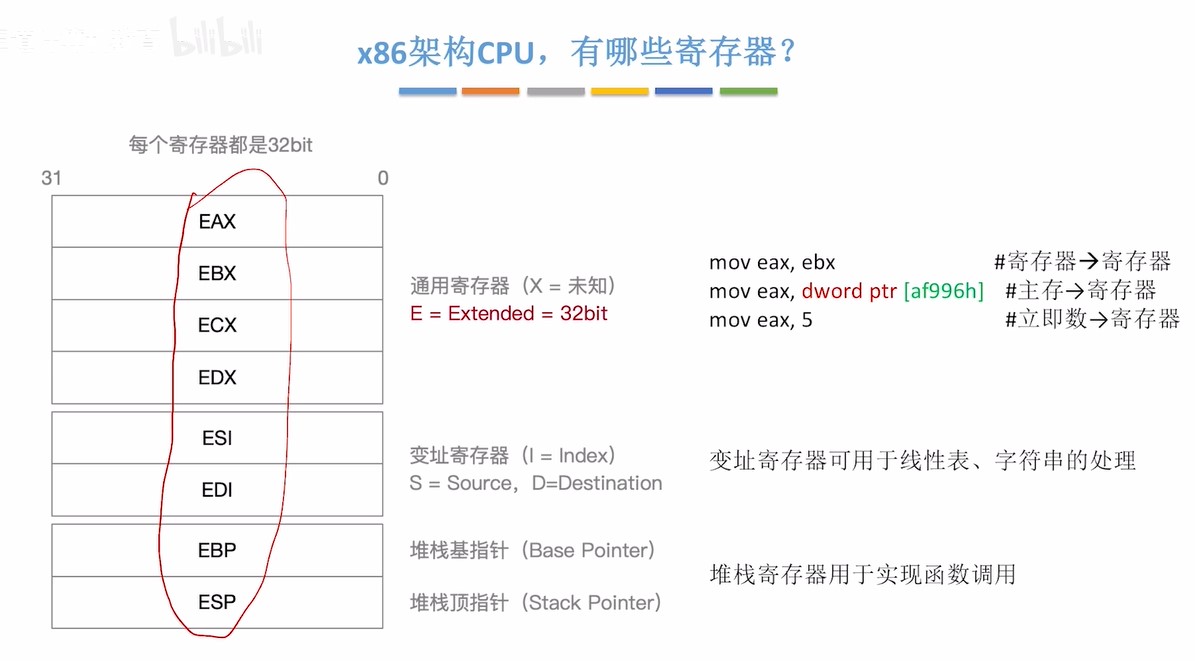 bilibili
x86架构CPU，有哪些寄存器？
每个寄存器都是32bit
31 0
EAX
EBX
ECX
EDX
通用寄存器（X = 未知）
E = Extended = 32bit
mov eax, ebx #寄存器→寄存器
mov eax, dword ptr [af996h] #主存→寄存器
mov eax, 5 #立即数→寄存器
ESI
EDI
变址寄存器（I = Index）
S = Source，D=Destination
变址寄存器可用于线性表、字符串的处理
EBP
ESP
堆栈基指针（Base Pointer）
堆栈顶指针（Stack Pointer）
堆栈寄存器用于实现函数调用